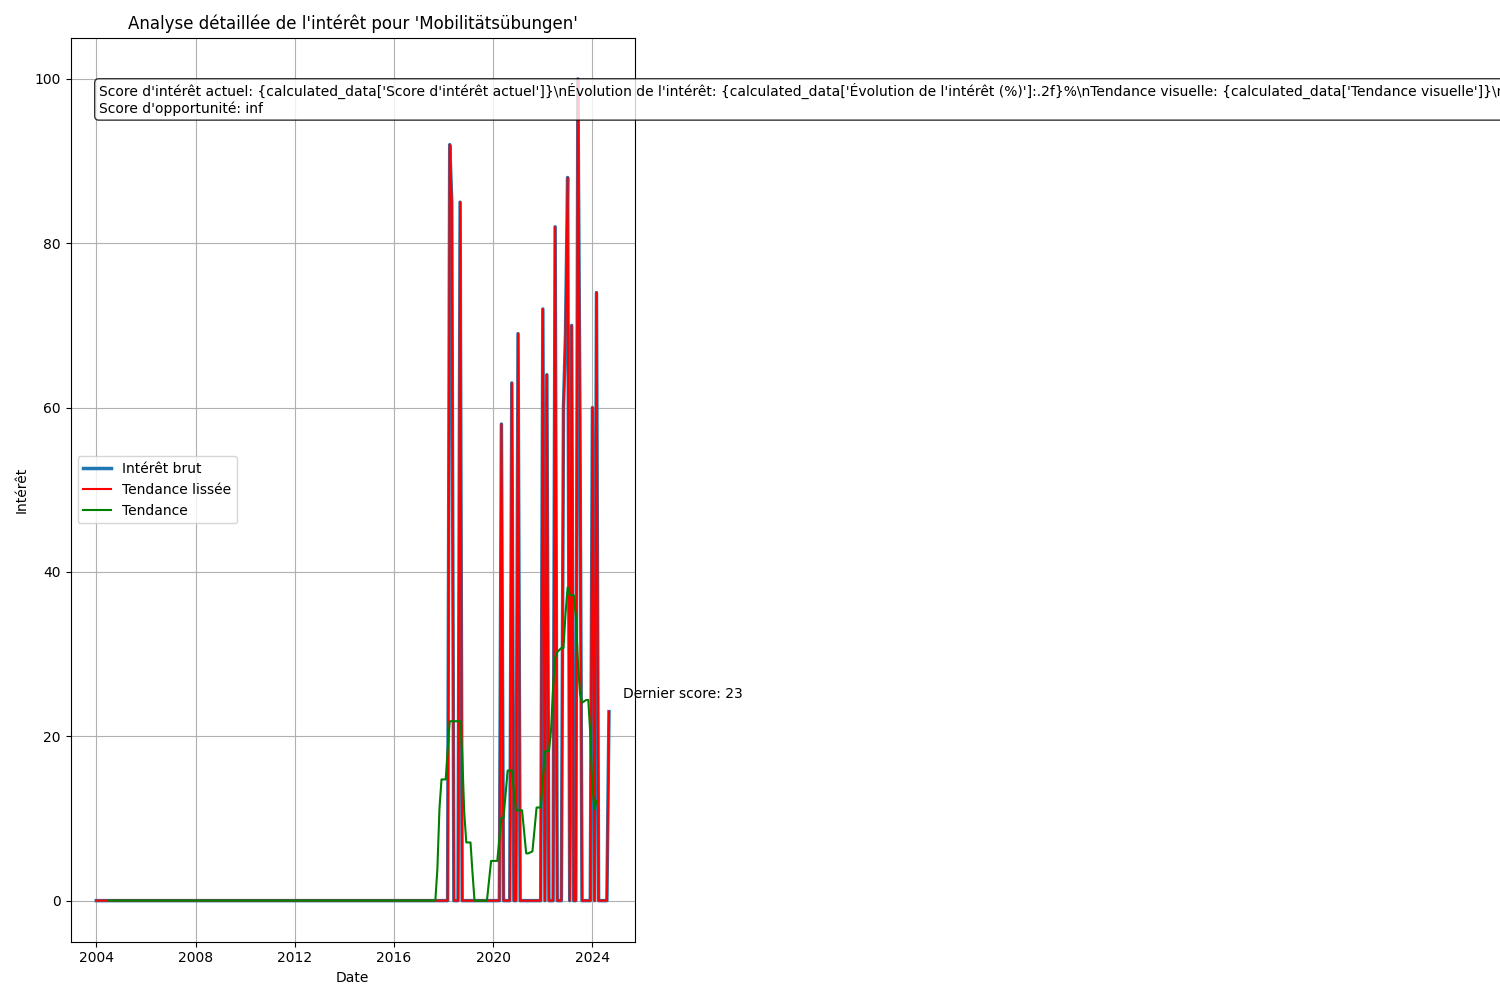 Analyse détaillée de l'intérêt pour 'Mobilitätsübungen'
100
Score d'intérêt actuel: {calculated_data['Score d'intérêt actuel']}\nÉvolution de l'intérêt: {calculated_data['Évolution de l'intérêt (%)']:.2f}%\nTendance visuelle: {calculated_data['Tendance visuelle']}\n
Score d'opportunité: inf
80
60
Intérêt brut
Tendance lissée
Tendance
Intérêt
40
Dernier score: 23
20
0
2004 2008 2012 2016 2020 2024
Date